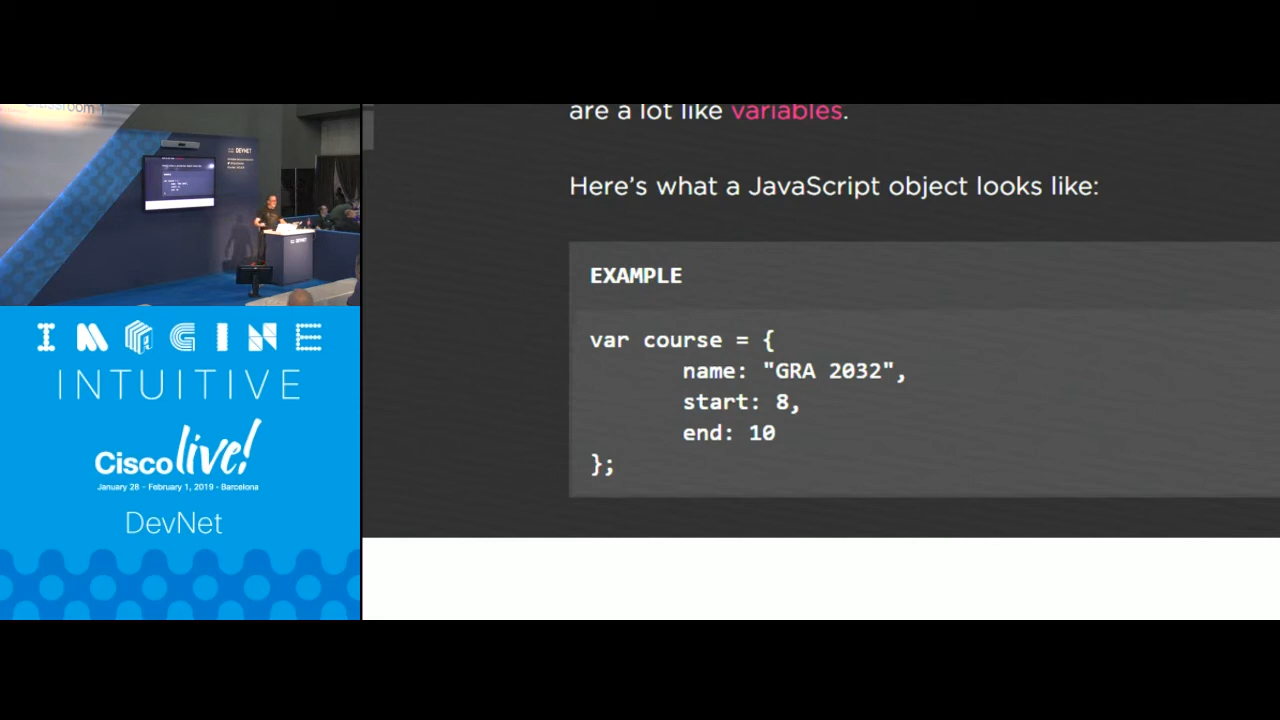 DEVNET
IMAGINE
INTUITIVE
Cisco live!
January 28 - February 1, 2019 - Barcelona
DevNet
are a lot like variables.
Here's what a JavaScript object looks like:
EXAMPLE
var course = {
name: "GRA 2032",
start: 8,
end: 10
};